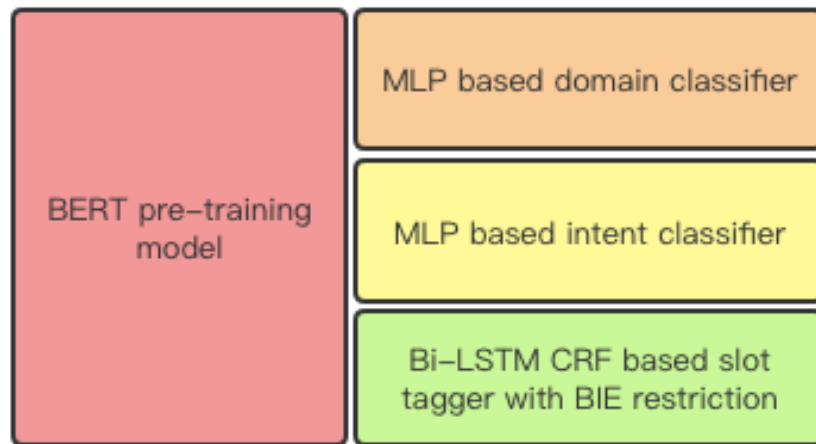 BERT pre-training
model
MLP based domain classifier
MLP based intent classifier
Bi-LSTM CRF based slot
tagger with BIE restriction